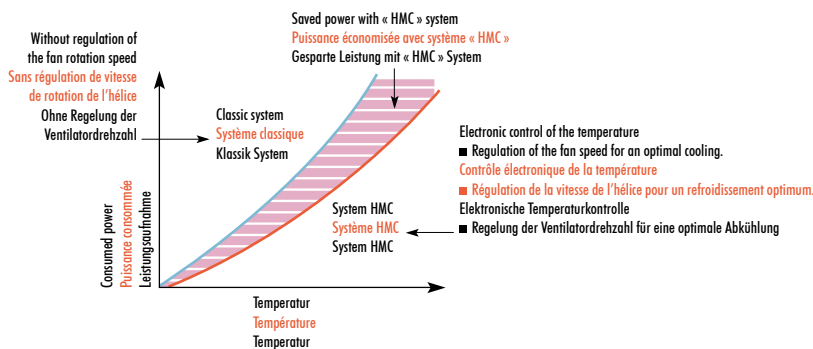 Saved power with « HMC » system
Puissance économisée avec système « HMC »
Gesparte Leistung mit « HMC » System
Without regulation of
the fan rotation speed
Sans régulation de vitesse
de rotation de l'hélice
Ohne Regelung der
Ventilatordrehzahl
Classic system
Système classique
Klassik System
Electronic control of the temperature
■ Regulation of the fan speed for an optimal cooling.
Contrôle électronique de la température
■ Régulation de la vitesse de l'hélice pour un refroidissement optimum.
Elektronische Temperaturkontrolle
■ Regelung der Ventilatordrehzahl für eine optimale Abkühlung
System HMC
Système HMC
System HMC
Consumed power
Puissance consommée
Leistungsaufnahme
Temperatur
Température
Temperatur